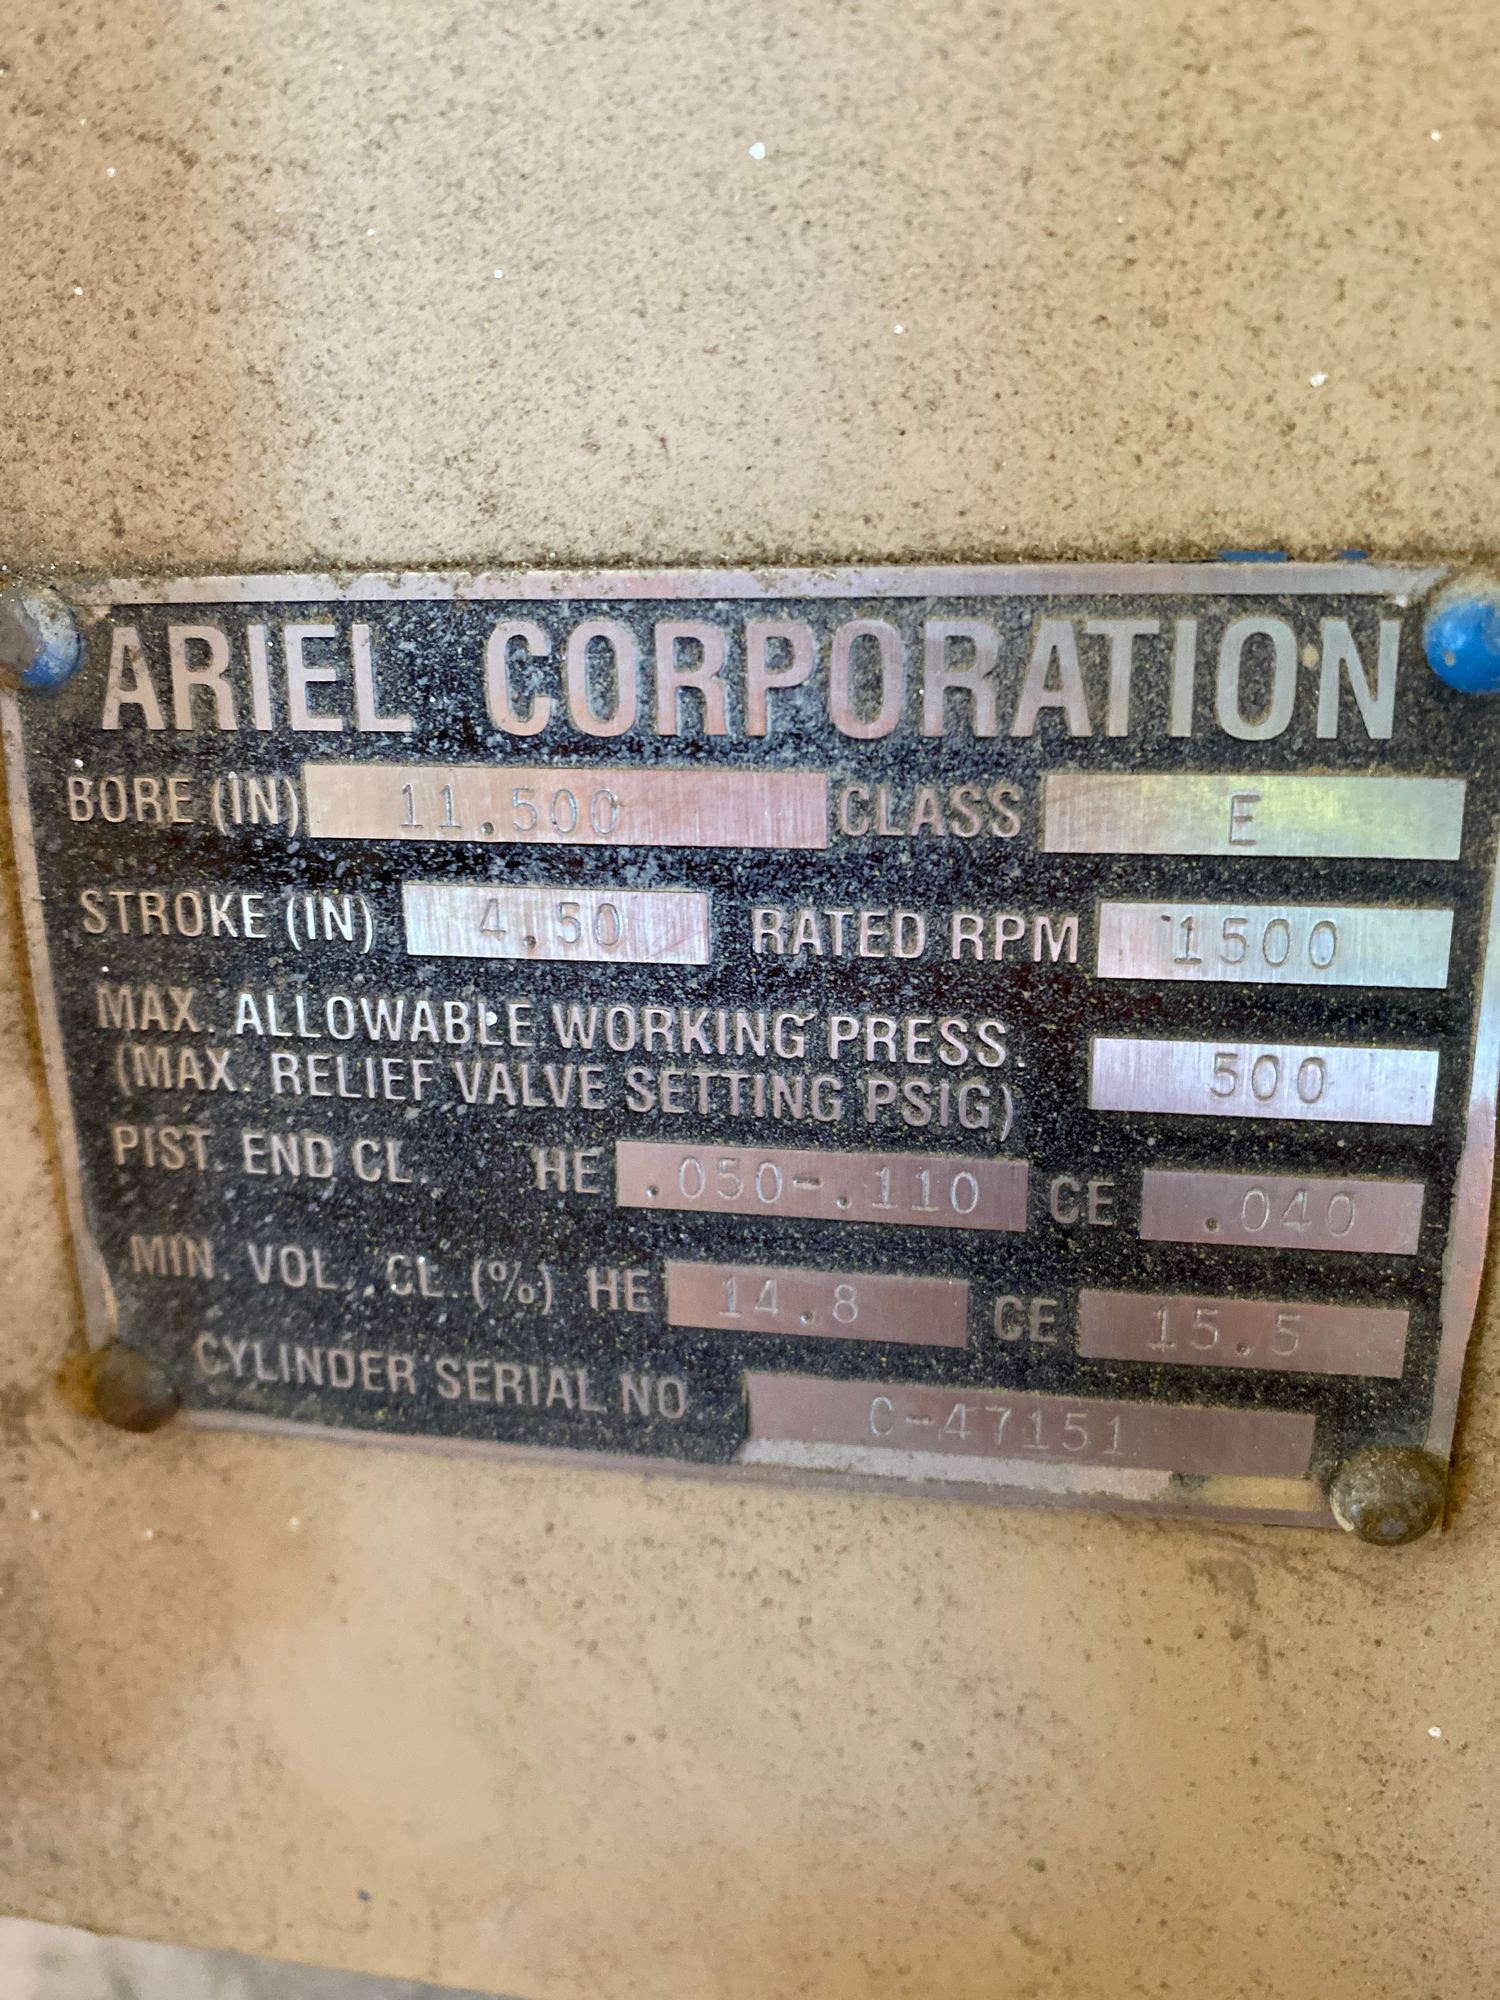 ARIEL CORPORATION
BORE (IN) 11.500 CLASS E
STROKE (IN) 4.50 RATED RPM 1500
MAX. ALLOWABLE WORKING PRESS.
(MAX. RELIEF VALVE SETTING PSIG) 500
PIST. END CL. HE .050-.110 CE .040
MIN. VOL. CL. (%) HE 14.8 CE 15.5
CYLINDER SERIAL NO C-47151